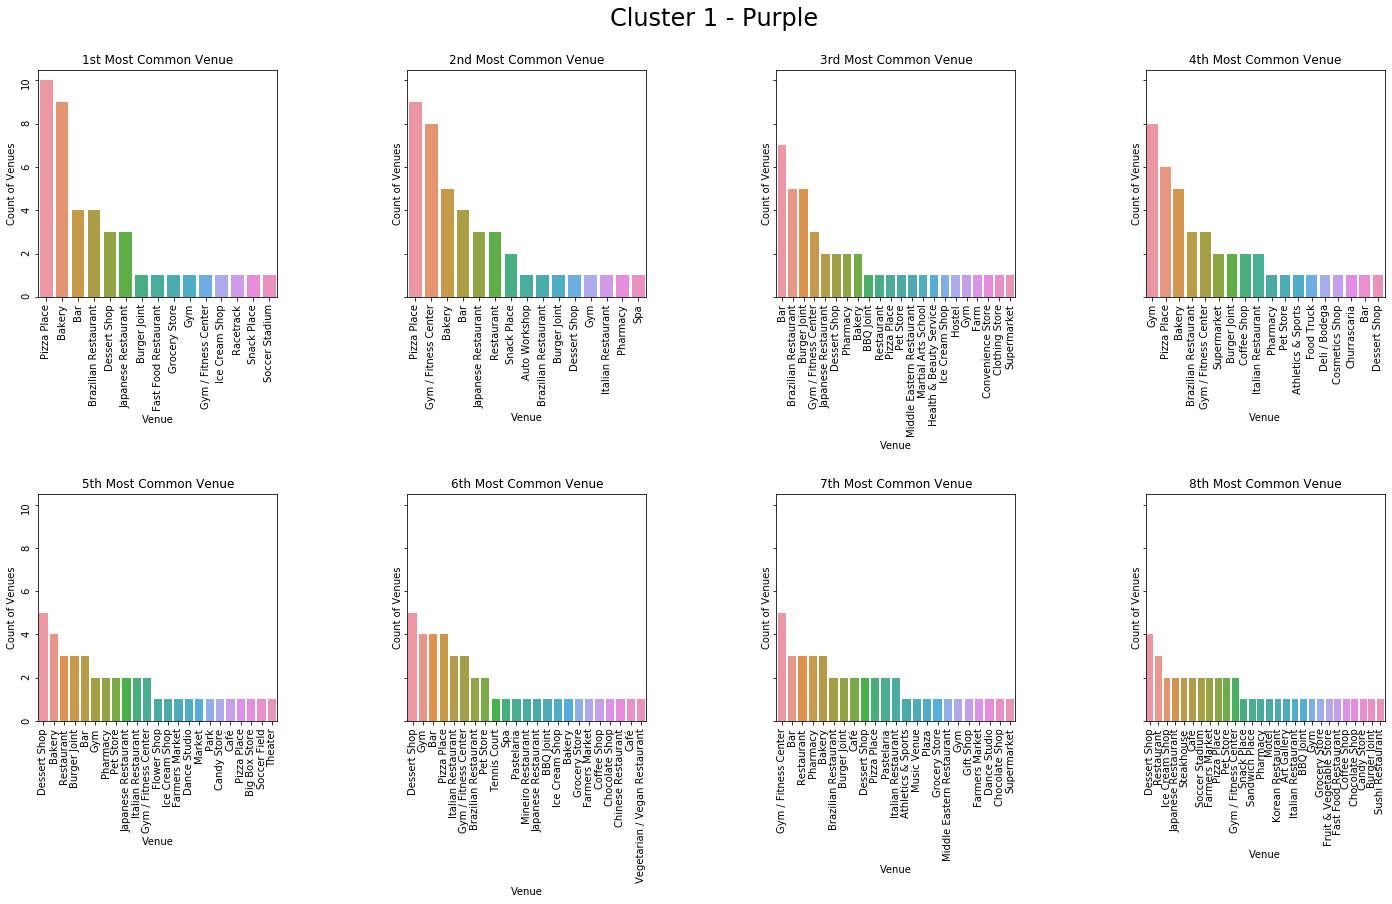 Cluster 1 - Purple
1st Most Common Venue
Count of Venues
10
8
6
4
2
0
Pizza Place
Bakery
Bar
Brazilian Restaurant
Dessert Shop
Japanese Restaurant
Burger Joint
Fast Food Restaurant
Grocery Store
Gym
Gym / Fitness Center
Ice Cream Shop
Racetrack
Snack Place
Soccer Stadium
Venue
2nd Most Common Venue
Count of Venues
Pizza Place
Gym / Fitness Center
Bakery
Bar
Japanese Restaurant
Restaurant
Snack Place
Auto Workshop
Brazilian Restaurant
Burger Joint
Dessert Shop
Gym
Italian Restaurant
Pharmacy
Spa
Venue
3rd Most Common Venue
Count of Venues
Bar
Brazilian Restaurant
Burger Joint
Gym / Fitness Center
Japanese Restaurant
Dessert Shop
Pharmacy
Bakery
BBQ Joint
Restaurant
Pizza Place
Pet Store
Middle Eastern Restaurant
Martial Arts School
Health & Beauty Service
Ice Cream Shop
Hostel
Gym
Farm
Convenience Store
Clothing Store
Supermarket
Venue
4th Most Common Venue
Count of Venues
Gym
Pizza Place
Bakery
Brazilian Restaurant
Gym / Fitness Center
Supermarket
Burger Joint
Coffee Shop
Italian Restaurant
Pharmacy
Pet Store
Athletics & Sports
Food Truck
Deli / Bodega
Cosmetics Shop
Churrascaria
Bar
Dessert Shop
Venue
5th Most Common Venue
Count of Venues
10
8
6
4
2
0
Dessert Shop
Bakery
Restaurant
Burger Joint
Bar
Gym
Pharmacy
Pet Store
Japanese Restaurant
Italian Restaurant
Gym / Fitness Center
Flower Shop
Ice Cream Shop
Farmers Market
Dance Studio
Market
Park
Candy Store
Café
Pizza Place
Big Box Store
Soccer Field
Theater
Venue
6th Most Common Venue
Count of Venues
Dessert Shop
Gym
Bar
Pizza Place
Italian Restaurant
Gym / Fitness Center
Brazilian Restaurant
Pet Store
Tennis Court
Spa
Pastelaria
Mineiro Restaurant
Japanese Restaurant
BBQ Joint
Ice Cream Shop
Bakery
Grocery Store
Farmers Market
Coffee Shop
Chocolate Shop
Chinese Restaurant
Café
Vegetarian / Vegan Restaurant
Venue
7th Most Common Venue
Count of Venues
Gym / Fitness Center
Bar
Restaurant
Pharmacy
Bakery
Brazilian Restaurant
Burger Joint
Café
Dessert Shop
Pizza Place
Pastelaria
Italian Restaurant
Athletics & Sports
Music Venue
Plaza
Grocery Store
Middle Eastern Restaurant
Gym
Gift Shop
Farmers Market
Dance Studio
Chocolate Shop
Supermarket
Venue
8th Most Common Venue
Count of Venues
Dessert Shop
Restaurant
Ice Cream Shop
Japanese Restaurant
Steakhouse
Bar
Soccer Stadium
Farmers Market
Pizza Place
Pet Store
Gym / Fitness Center
Snack Place
Sandwich Place
Pharmacy
Motel
Korean Restaurant
Art Gallery
Italian Restaurant
BBQ Joint
Gym
Grocery Store
Fruit & Vegetable Store
Fast Food Restaurant
Coffee Shop
Chocolate Shop
Candy Store
Burger Joint
Sushi Restaurant
Venue